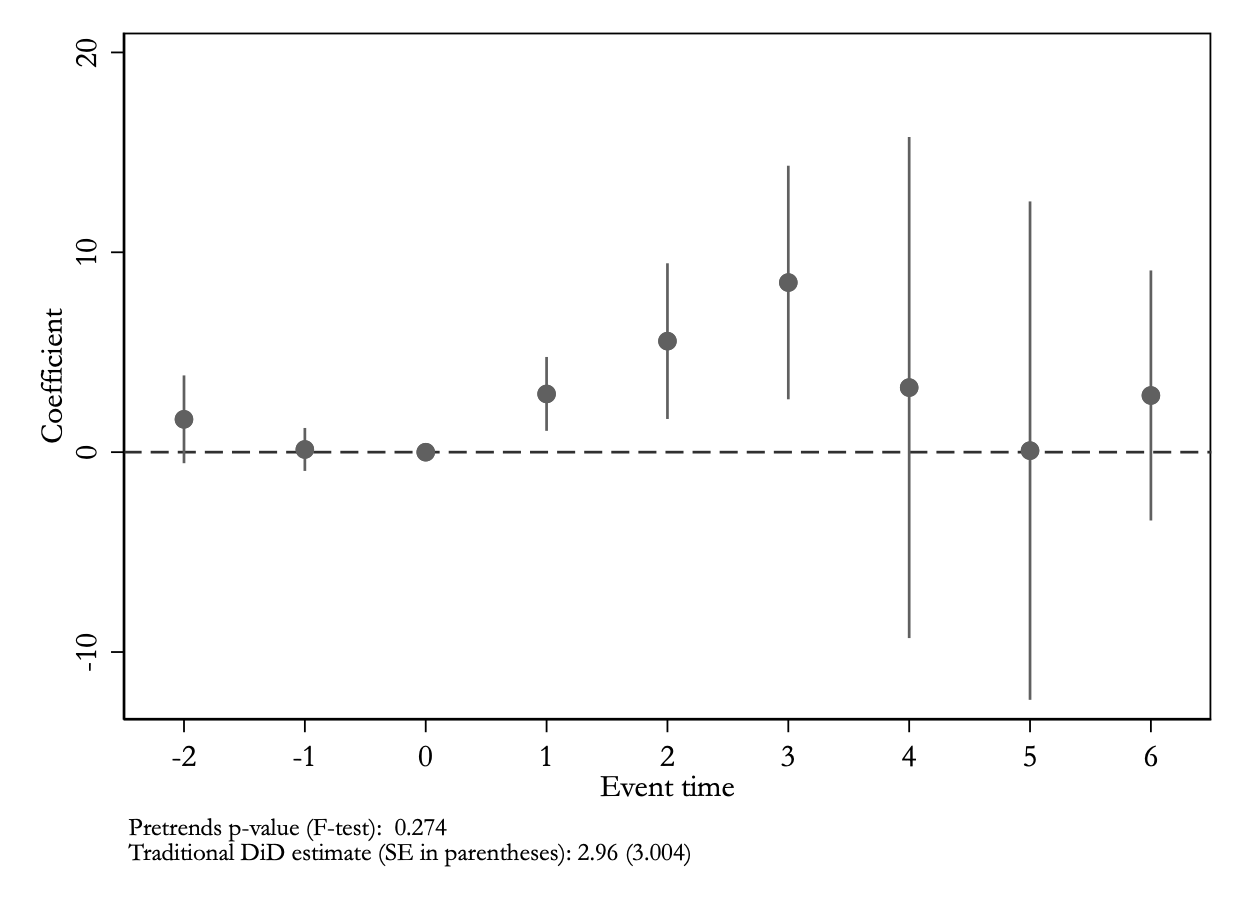 20
10
0
-10
Coefficient
-2 -1 0 1 2 3 4 5 6
Event time
Pretrends p-value (F-test): 0.274
Traditional DiD estimate (SE in parentheses): 2.96 (3.004)